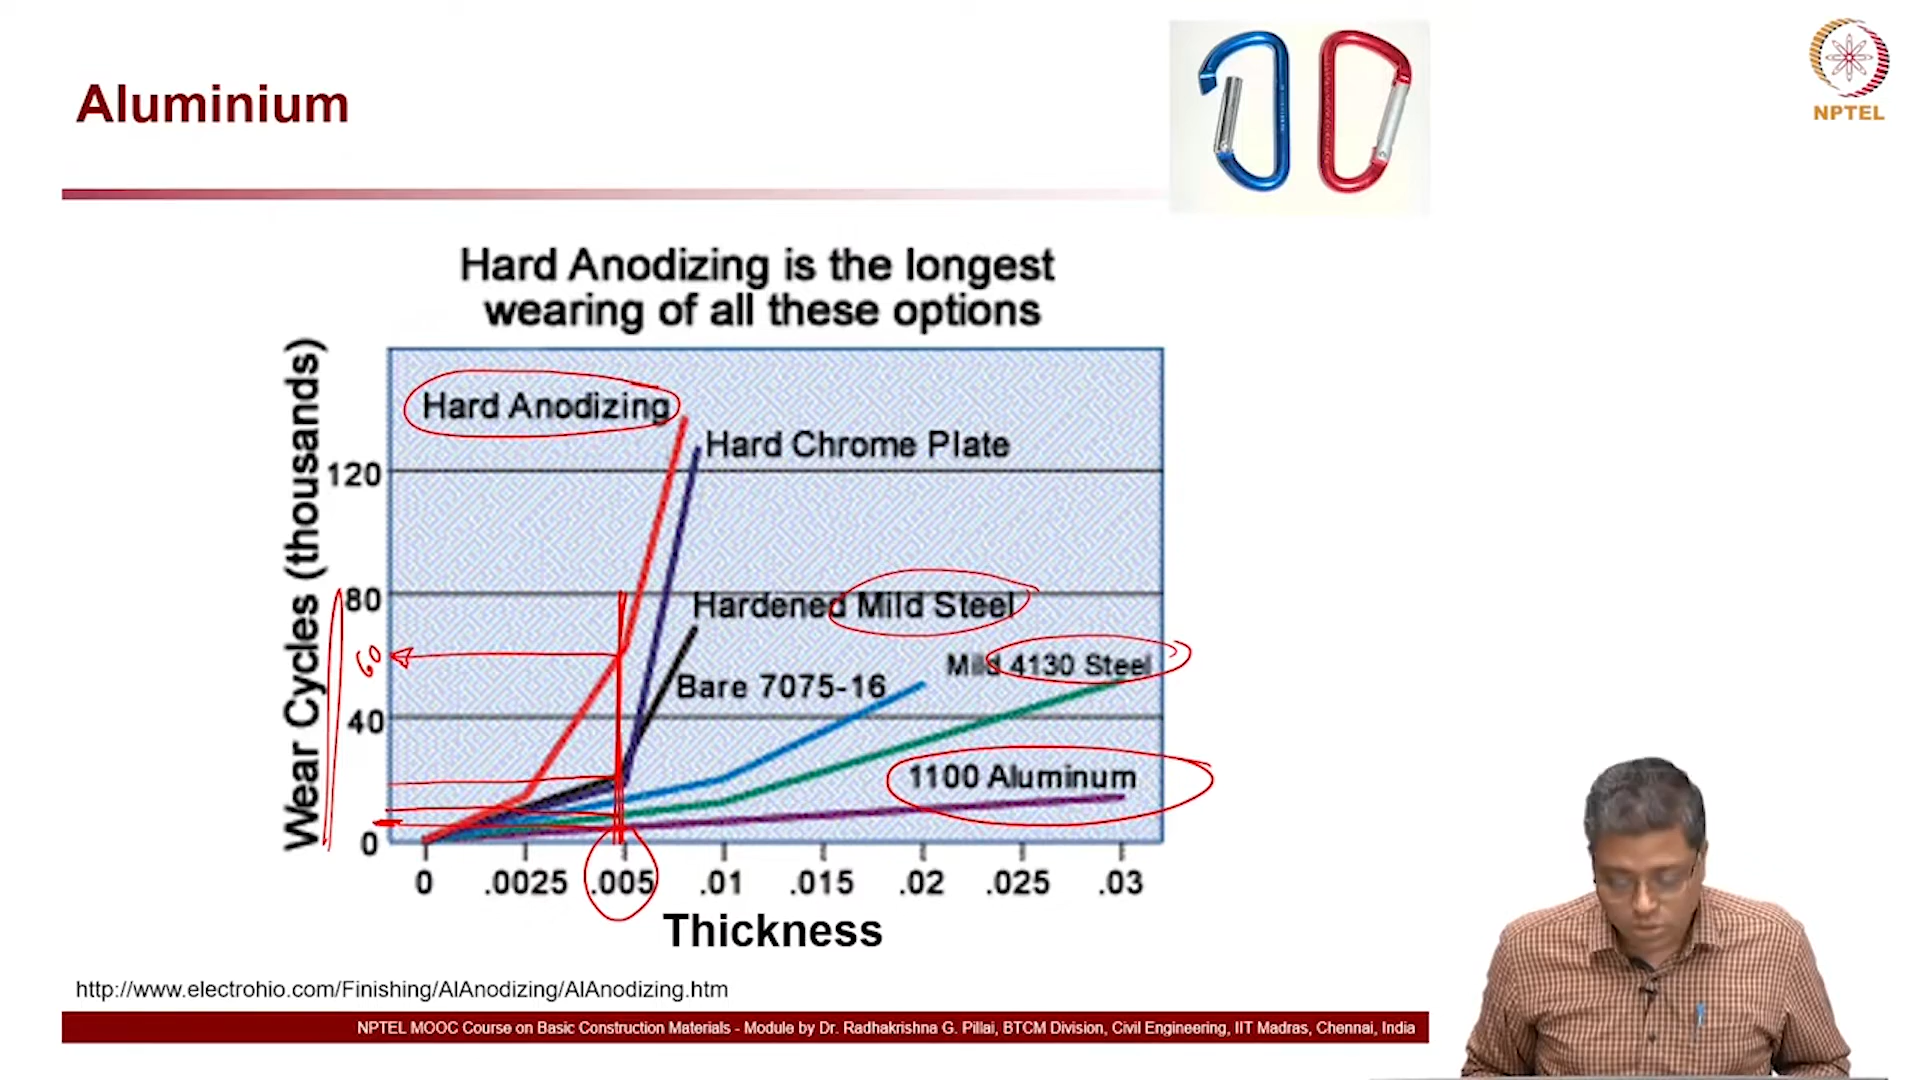 Aluminium
NPTEL
Hard Anodizing is the longest
wearing of all these options
Wear Cycles (thousands)
Hard Anodizing
Hard Chrome Plate
120
80
Hardened Mild Steel
60
Mild 4130 Steel
Bare 7075-16
40
1100 Aluminum
0
0 .0025 .005 .01 .015 .02 .025 .03
Thickness
http://www.electrohio.com/Finishing/AlAnodizing/AlAnodizing.htm
NPTEL MOOC Course on Basic Construction Materials - Module by Dr. Radhakrishna G. Pillai, BTCM Division, Civil Engineering, IIT Madras, Chennai, India